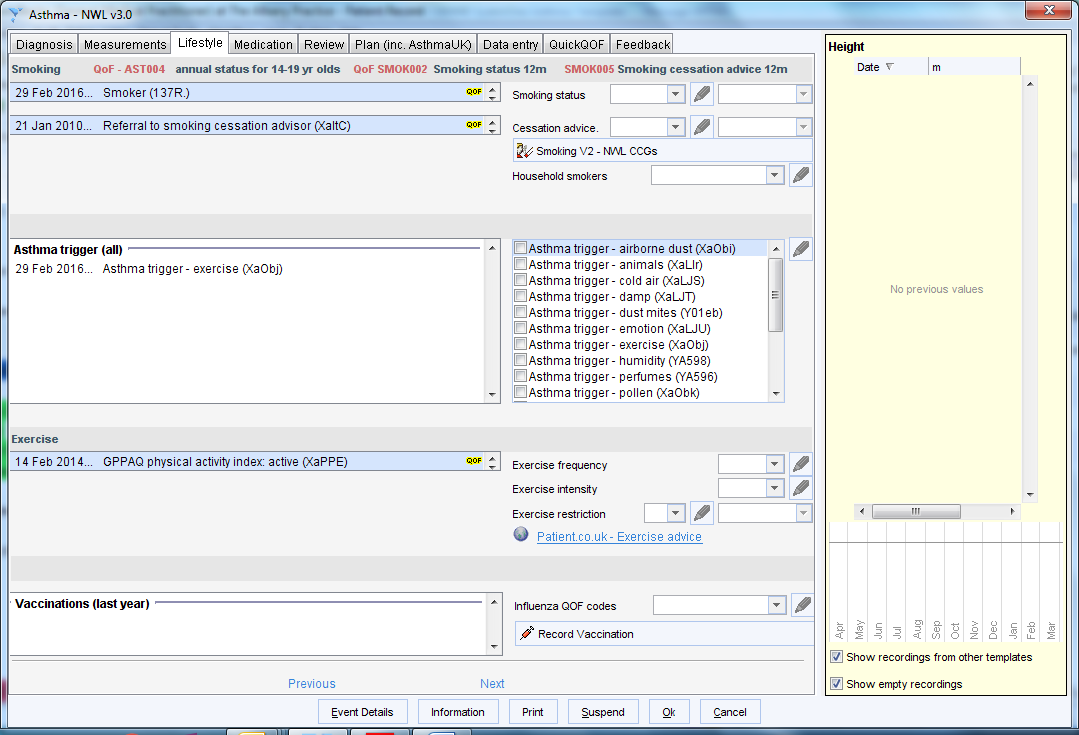 Asthma - NWL v3.0
Diagnosis Measurements Lifestyle Medication Review Plan (inc. AsthmaUK) Data entry QuickQOF Feedback
Smoking QoF - AST004 annual status for 14-19 yr olds QoF SMOK002 Smoking status 12m SMOK005 Smoking cessation advice 12m
29 Feb 2016... Smoker (137R.) QOF
Smoking status
21 Jan 2010... Referral to smoking cessation advisor (XaItC) QOF
Cessation advice.
Smoking V2 - NWL CCGs
Household smokers
Asthma trigger (all)
29 Feb 2016... Asthma trigger - exercise (XaObj)
Asthma trigger - airborne dust (XaObi)
Asthma trigger - animals (XaLIr)
Asthma trigger - cold air (XaLJS)
Asthma trigger - damp (XaLJT)
Asthma trigger - dust mites (Y01eb)
Asthma trigger - emotion (XaLJU)
Asthma trigger - exercise (XaObj)
Asthma trigger - humidity (YA598)
Asthma trigger - perfumes (YA596)
Asthma trigger - pollen (XaObk)
Exercise
14 Feb 2014... GPPAQ physical activity index: active (XaPPE) QOF
Exercise frequency
Exercise intensity
Exercise restriction
Patient.co.uk - Exercise advice
Vaccinations (last year)
Influenza QOF codes
Record Vaccination
Previous Next
Event Details Information Print Suspend Ok Cancel
Height
Date m
No previous values
Apr May Jun Jul Aug Sep Oct Nov Dec Jan Feb Mar
Show recordings from other templates
Show empty recordings